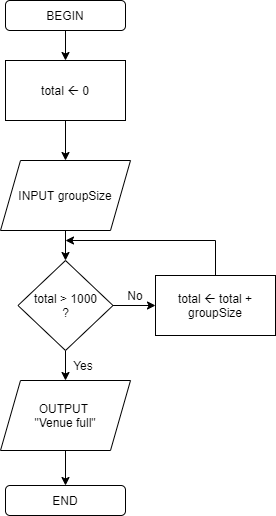 BEGIN
total ← 0
INPUT groupSize
total > 1000
?
No
total ← total +
groupSize
Yes
OUTPUT
"Venue full"
END